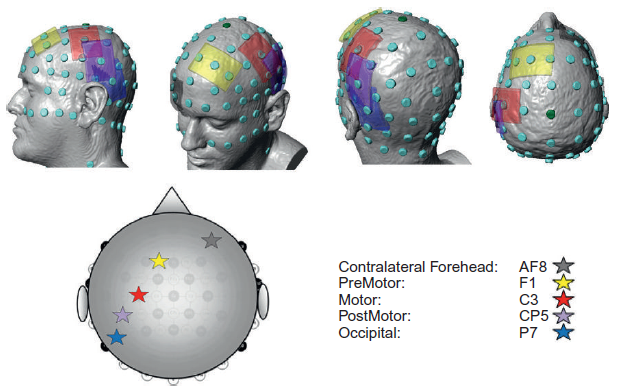 Contralateral Forehead: AF8
PreMotor: F1
Motor: C3
PostMotor: CP5
Occipital: P7